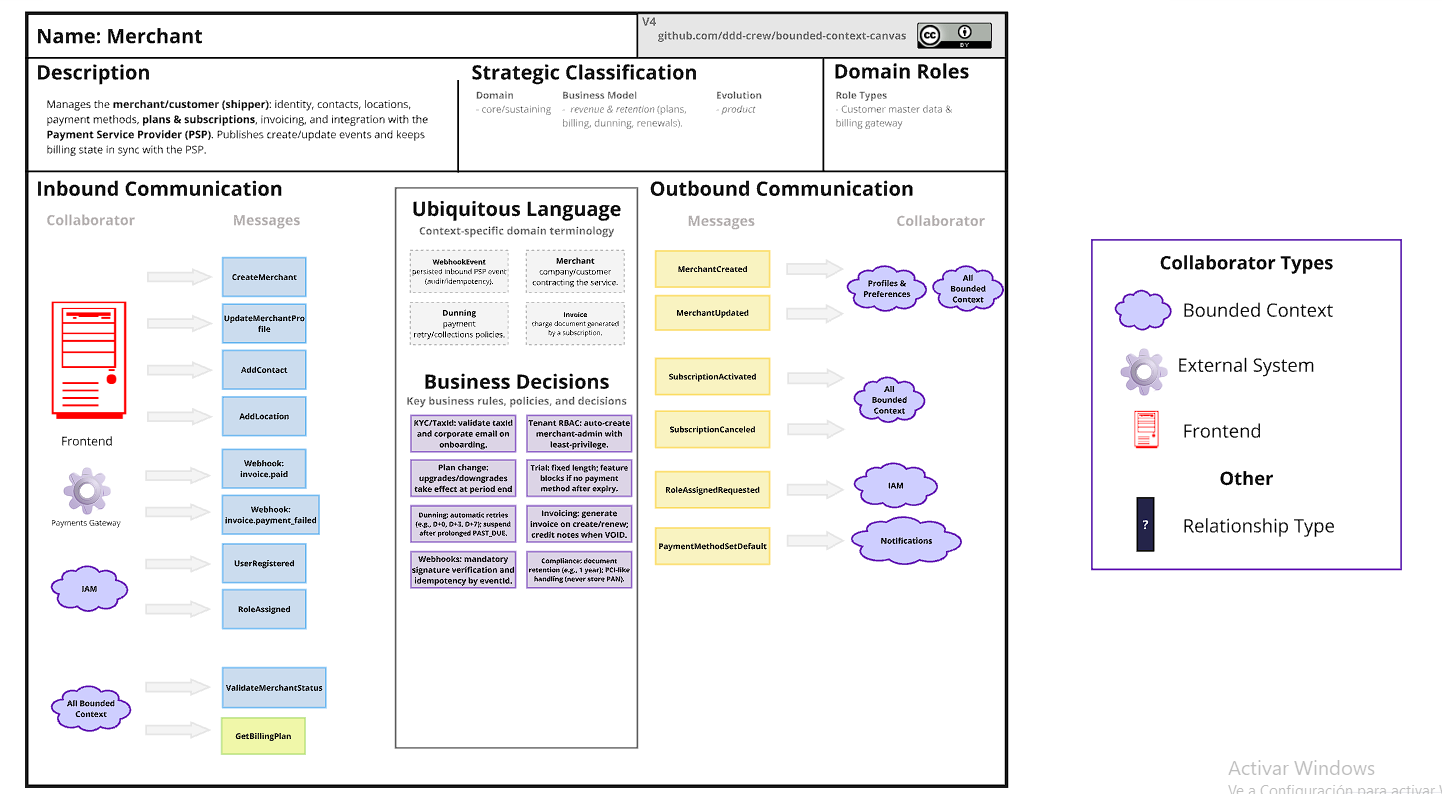 Name: Merchant
V4
github.com/ddd-crew/bounded-context-canvas
cc
BY
Description
Manages the merchant/customer (shipper): identity, contacts, locations,
payment methods, plans & subscriptions, invoicing, and integration with the
Payment Service Provider (PSP). Publishes create/update events and keeps
billing state in sync with the PSP.
Strategic Classification
Domain
- core/sustaining
Business Model
- revenue & retention (plans,
billing, dunning, renewals).
Evolution
- product
Domain Roles
Role Types
- Customer master data &
billing gateway
Inbound Communication
Collaborator
Messages
CreateMerchant
UpdateMerchantPro
file
AddContact
AddLocation
Frontend
Webhook:
invoice.paid
Payments Gateway
Webhook:
invoice.payment_failed
UserRegistered
IAM
RoleAssigned
ValidateMerchantStatus
All Bounded
Context
GetBillingPlan
Ubiquitous Language
Context-specific domain terminology
WebhookEvent
persisted inbound PSP event
(audir/idempotency).
Merchant
company/customer
contracting the service.
Dunning
payment
retry/collections policies.
Invoice
charge document generated
by a subscription.
Business Decisions
Key business rules, policies, and decisions
KYC/TaxId: validate taxId
and corporate email on
onboarding.
Tenant RBAC: auto-create
merchant-admin with
least-privilege.
Plan change:
upgrades/downgrades
take effect at period end
Trial: fixed length; feature
blocks if no payment
method after expiry.
Dunning: automatic retries
(e.g., D+0, D+3, D+7); suspend
after prolonged PAST_DUE.
Invoicing: generate
invoice on create/renew;
credit notes when VOID.
Webhooks: mandatory
signature verification and
idempotency by eventId.
Compliance: document
retention (e.g., 1 year); PCI-like
handling (never store PAN).
Outbound Communication
Messages
Collaborator
MerchantCreated
MerchantUpdated
Profiles &
Preferences
All
Bounded
Context
SubscriptionActivated
SubscriptionCanceled
All
Bounded
Context
RoleAssignedRequested
IAM
PaymentMethodSetDefault
Notifications
Collaborator Types
Bounded Context
External System
Frontend
Other
?
Relationship Type
Activar Windows
Ve a Configuración para activar